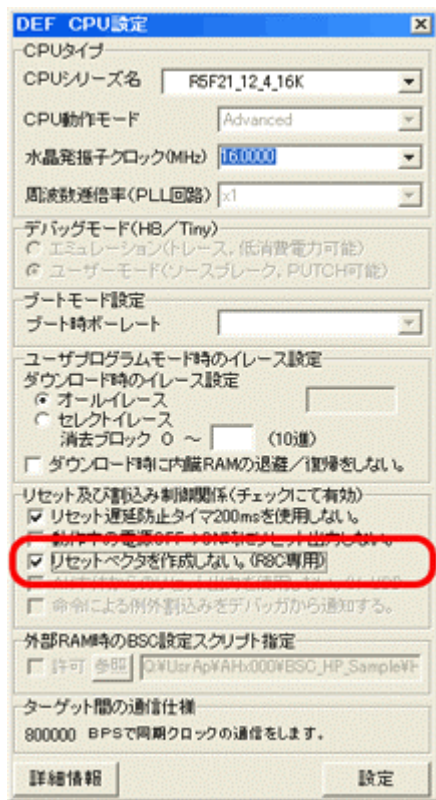 DEF CPU設定
CPUタイプ
CPUシリーズ名 R5F21_12_4_16K
CPU動作モード Advanced
水晶発振子クロック(MHz) 16.0000
周波数逓倍率(PLL回路) x1
デバッグモード(H8/Tiny)
エミュレーション(トレース,低消費電力可能)
ユーザーモード(ソースブレーク,PUTCH可能)
ブートモード設定
ブート時ボーレート
ユーザプログラムモード時のイレース設定
ダウンロード時のイレース設定
オールイレース
セレクトイレース
消去ブロック 0 ~ (10進)
ダウンロード時に内臓RAMの退避/復帰をしない。
リセット及び割込み制御関係(チェックにて有効)
リセット遅延防止タイマ200msを使用しない。
リセットベクタを作成しない。(R8C専用)
命令による例外割込みをデバッガから通知する。
外部RAM時のBSC設定スクリプト指定
許可 参照 O:¥UsrAp¥AHx000¥BSC_HP_Sample¥H
ターゲット間の通信仕様
800000 BPSで同期クロックの通信をします。
詳細情報 設定